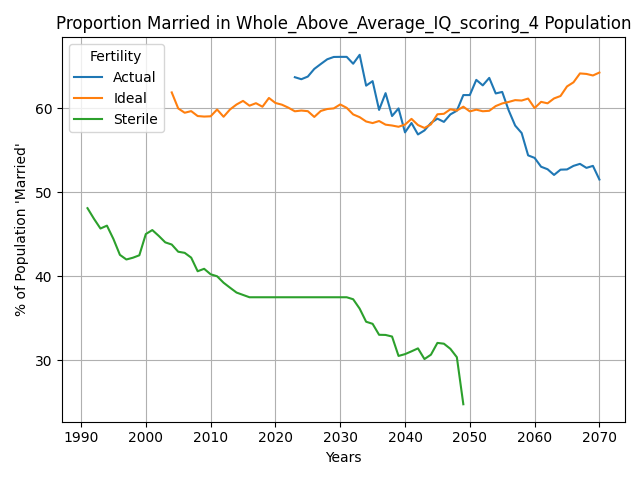 Proportion Married in Whole_Above_Average_IQ_scoring_4 Population
Fertility
Actual
Ideal
Sterile
% of Population 'Married'
60
50
40
30
1990 2000 2010 2020 2030 2040 2050 2060 2070
Years